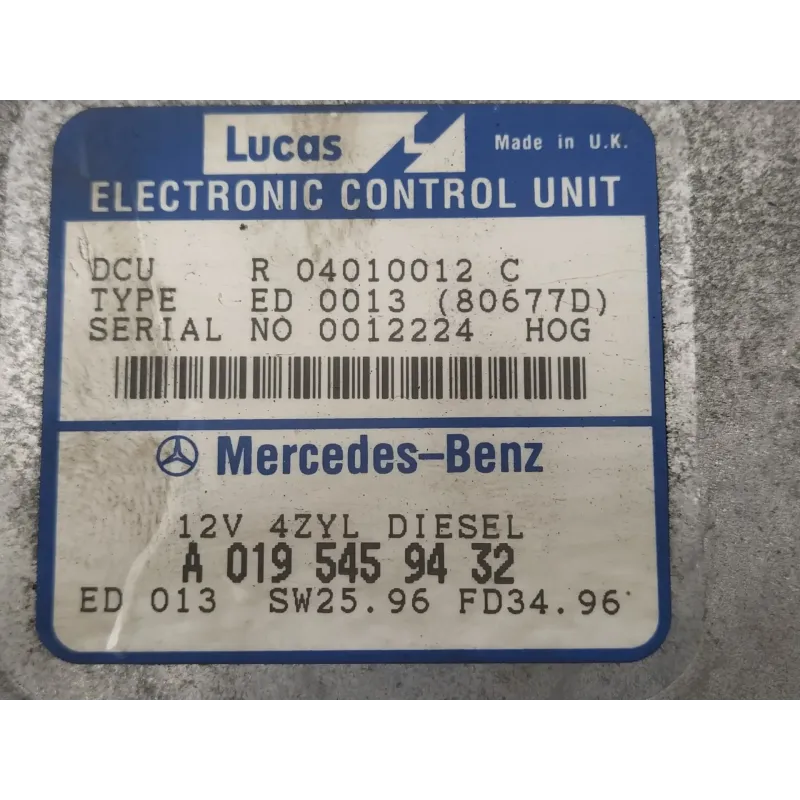 Lucas Made in U.K.
ELECTRONIC CONTROL UNIT
DCU R 04010012 C
TYPE ED 0013 (80677D)
SERIAL NO 0012224 HOG
Mercedes-Benz
12V 4ZYL DIESEL
A 019 545 94 32
ED 013 SW25.96 FD34.96